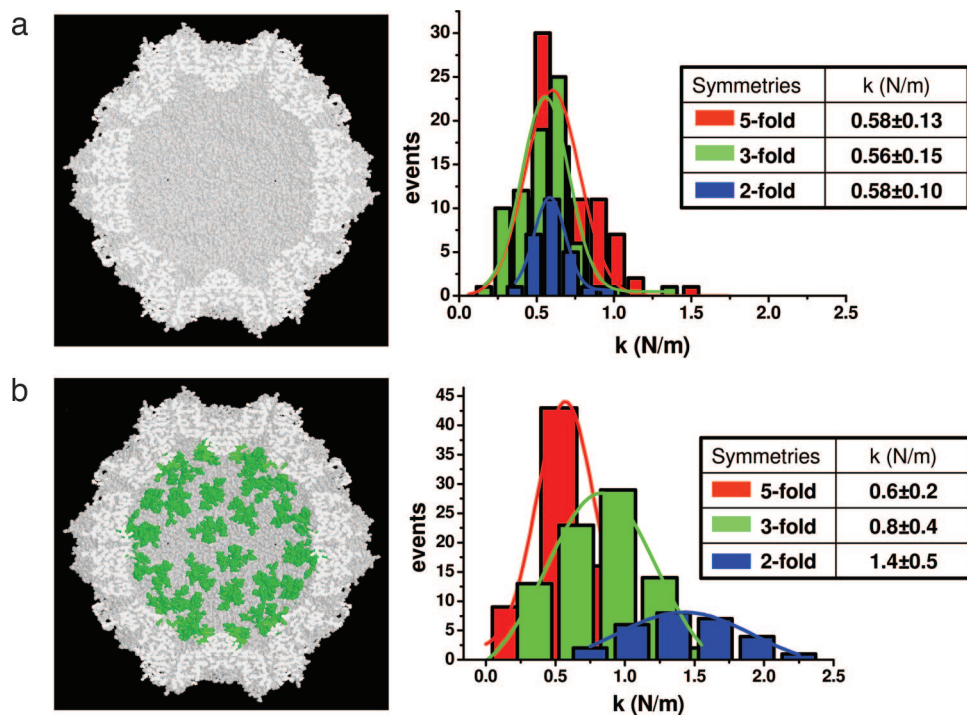 a
30
25
20
15
10
5
0
events
0.0 0.5 1.0 1.5 2.0 2.5
k (N/m)
Symmetries k (N/m)
5-fold 0.58±0.13
3-fold 0.56±0.15
2-fold 0.58±0.10
b
45
40
35
30
25
20
15
10
5
0
events
0.0 0.5 1.0 1.5 2.0 2.5
k (N/m)
Symmetries k (N/m)
5-fold 0.6±0.2
3-fold 0.8±0.4
2-fold 1.4±0.5